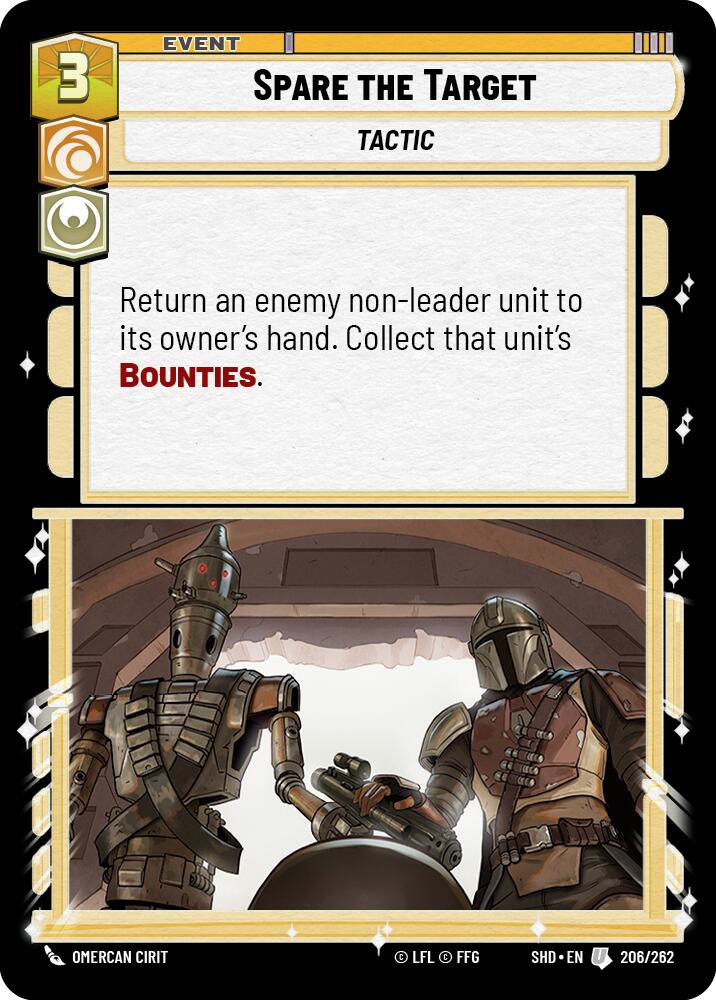 EVENT
3
SPARE THE TARGET
TACTIC
Return an enemy non-leader unit to
its owner's hand. Collect that unit's
BOUNTIES.
OMERCAN CIRIT
© LFL © FFG
SHD • EN
U
206/262